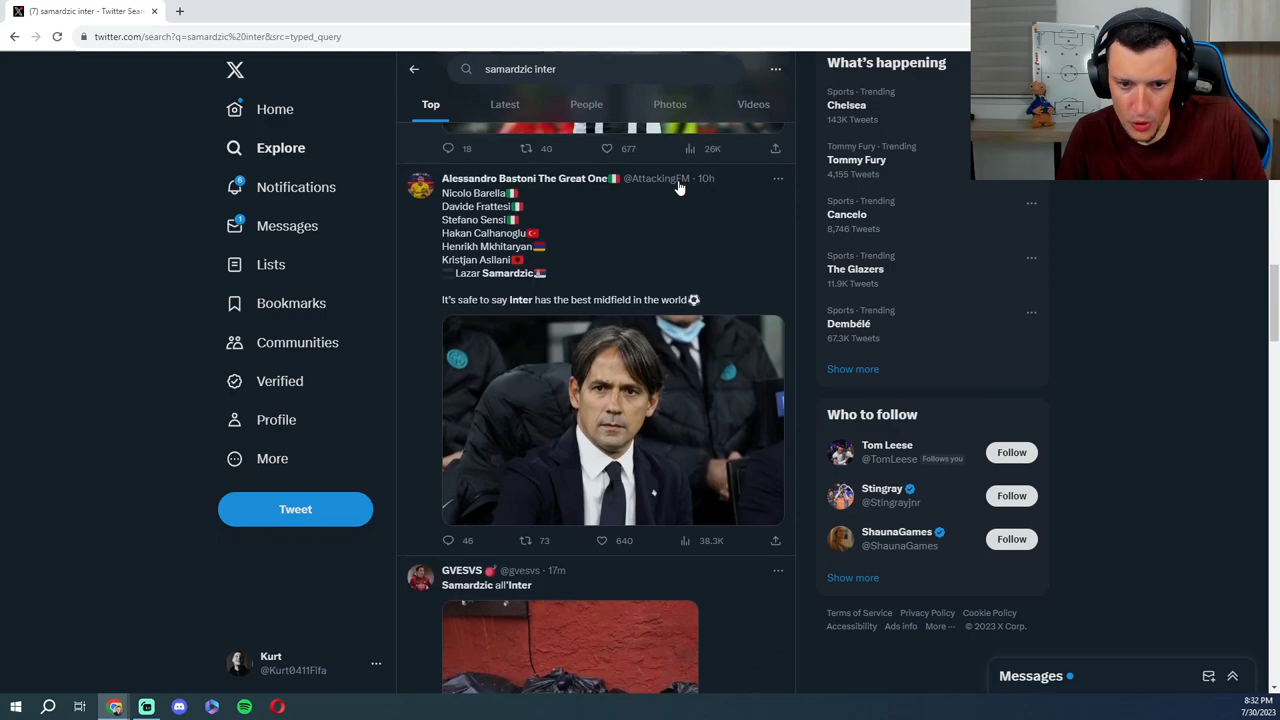 (7) samardzic inter - Twitter Sear
twitter.com/search?q=samardzic%20inter&src=typed_query
samardzic inter
Top
Latest
People
Photos
Videos
Home
Explore
6
Notifications
1
Messages
Lists
Bookmarks
Communities
Verified
Profile
More
Tweet
Kurt
@Kurt0411Fifa
18
40
677
26K
Alessandro Bastoni The Great One @AttackingFM · 10h
Nicolo Barella
Davide Frattesi
Stefano Sensi
Hakan Calhanoglu
Henrikh Mkhitaryan
Kristjan Asllani
Lazar Samardzic
It's safe to say Inter has the best midfield in the world
46
73
640
38.3K
GVESVS @gvesvs · 17m
Samardzic all'Inter
What's happening
Sports · Trending
Chelsea
143K Tweets
Tommy Fury · Trending
Tommy Fury
4,155 Tweets
Sports · Trending
Cancelo
8,746 Tweets
Sports · Trending
The Glazers
11.9K Tweets
Sports · Trending
Dembélé
67.3K Tweets
Show more
Who to follow
Tom Leese
@TomLeese Follows you
Follow
Stingray
@Stingrayjnr
Follow
ShaunaGames
@ShaunaGames
Follow
Show more
Terms of Service Privacy Policy Cookie Policy
Accessibility Ads info More ··· © 2023 X Corp.
Messages
8:32 PM
7/30/2023